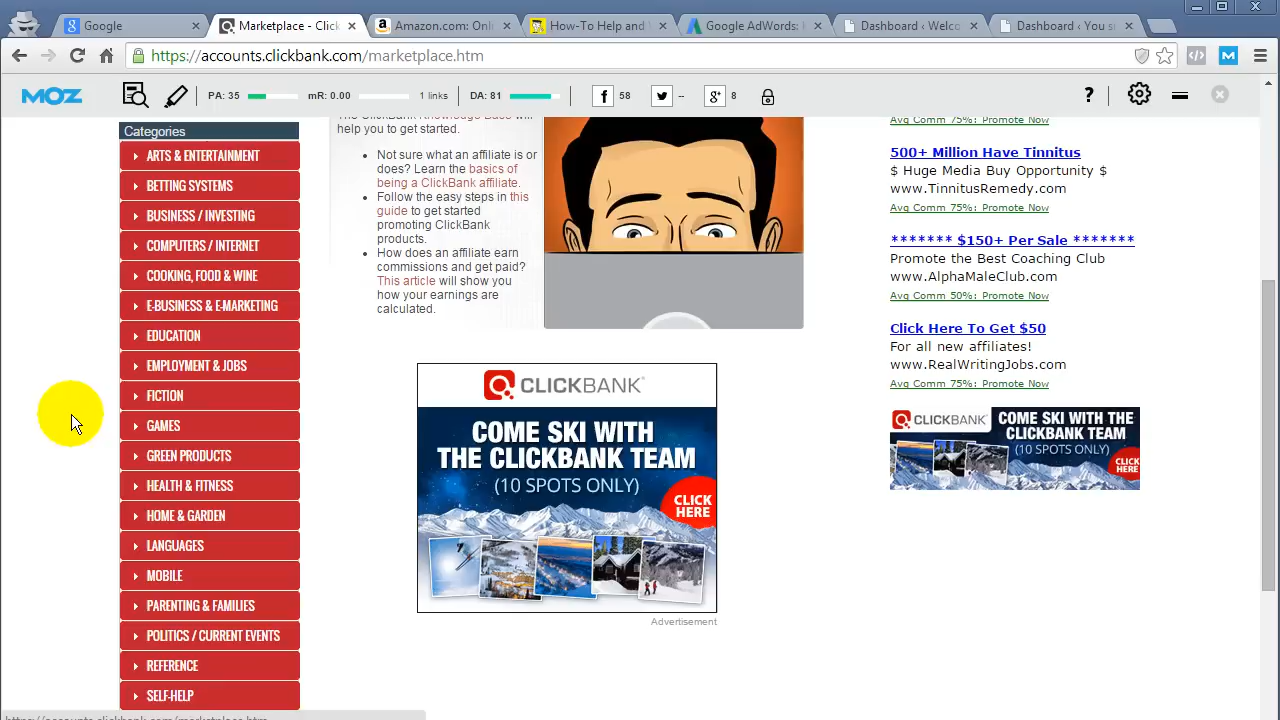 Google
Marketplace - Click
Amazon.com: Onli
How-To Help and
Google AdWords:
Dashboard ‹ Welco
Dashboard ‹ You s
https://accounts.clickbank.com/marketplace.htm
MOZ
PA: 35
mR: 0.00
1 links
DA: 81
58
--
8
?
Categories
ARTS & ENTERTAINMENT
BETTING SYSTEMS
BUSINESS / INVESTING
COMPUTERS / INTERNET
COOKING, FOOD & WINE
E-BUSINESS & E-MARKETING
EDUCATION
EMPLOYMENT & JOBS
FICTION
GAMES
GREEN PRODUCTS
HEALTH & FITNESS
HOME & GARDEN
LANGUAGES
MOBILE
PARENTING & FAMILIES
POLITICS / CURRENT EVENTS
REFERENCE
SELF-HELP
The ClickBank Knowledge Base will
help you to get started.
• Not sure what an affiliate is or
does? Learn the basics of
being a ClickBank affiliate.
• Follow the easy steps in this
guide to get started
promoting ClickBank
products.
• How does an affiliate earn
commissions and get paid?
This article will show you
how your earnings are
calculated.
CLICKBANK
COME SKI WITH
THE CLICKBANK TEAM
(10 SPOTS ONLY)
CLICK
HERE
Advertisement
Avg Comm 75%: Promote Now
500+ Million Have Tinnitus
$ Huge Media Buy Opportunity $
www.TinnitusRemedy.com
Avg Comm 75%: Promote Now
******* $150+ Per Sale *******
Promote the Best Coaching Club
www.AlphaMaleClub.com
Avg Comm 50%: Promote Now
Click Here To Get $50
For all new affiliates!
www.RealWritingJobs.com
Avg Comm 75%: Promote Now
CLICKBANK
COME SKI WITH THE
CLICKBANK TEAM
(10 SPOTS ONLY)
CLICK
HERE
https://accounts.clickbank.com/marketplace.htm